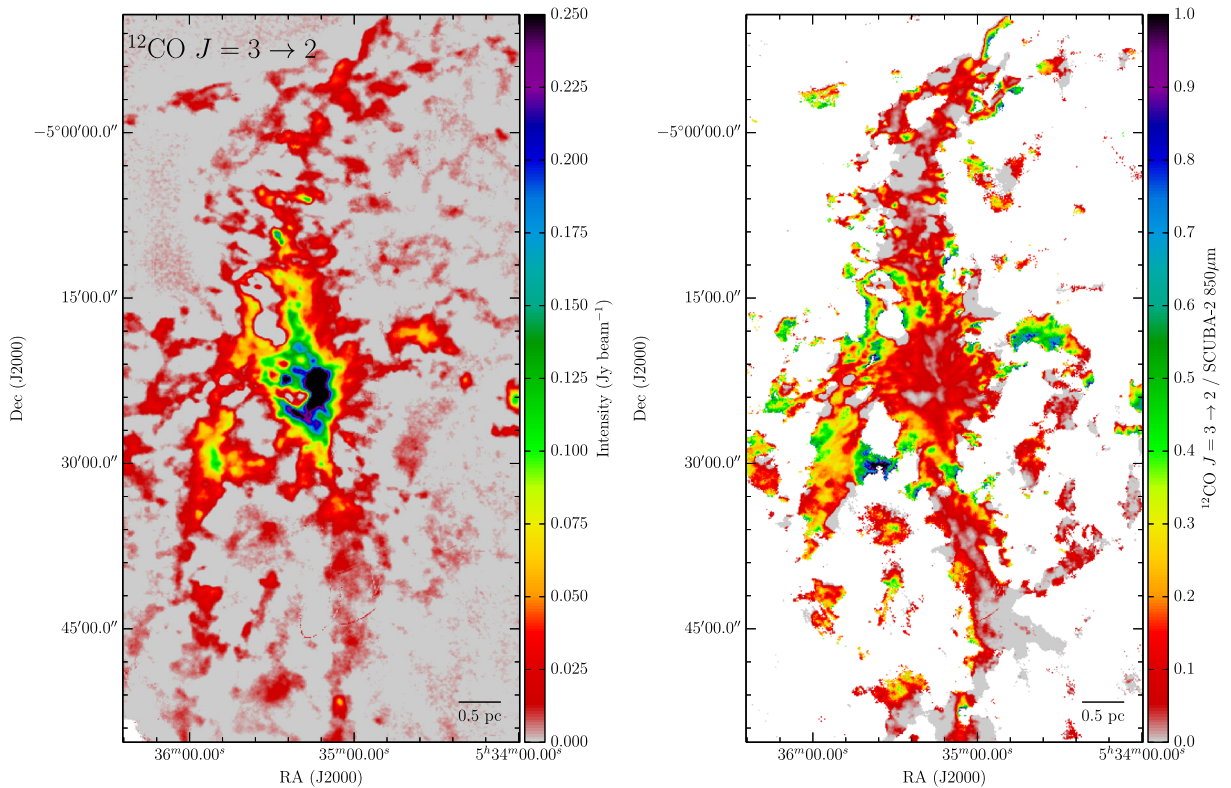 ¹²CO J = 3 → 2
−5°00′00.0″
15′00.0″
30′00.0″
45′00.0″
Dec (J2000)
36ᵐ00.00ˢ
35ᵐ00.00ˢ
5ʰ34ᵐ00.00ˢ
RA (J2000)
0.5 pc
0.250
0.225
0.200
0.175
0.150
0.125
0.100
0.075
0.050
0.025
0.000
Intensity (Jy beam⁻¹)
−5°00′00.0″
15′00.0″
30′00.0″
45′00.0″
Dec (J2000)
36ᵐ00.00ˢ
35ᵐ00.00ˢ
5ʰ34ᵐ00.00ˢ
RA (J2000)
0.5 pc
1.0
0.9
0.8
0.7
0.6
0.5
0.4
0.3
0.2
0.1
0.0
¹²CO J = 3 → 2 / SCUBA-2 850μm